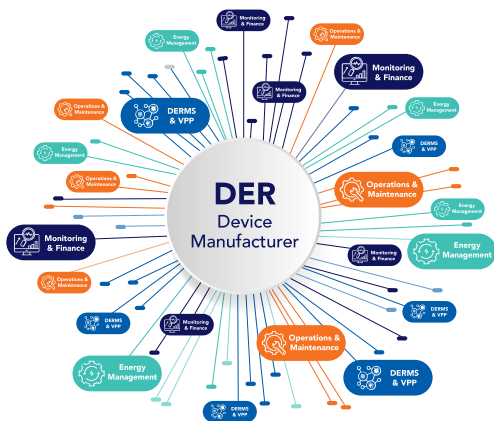 Monitoring
& Finance
Energy
Management
Operations &
Maintenance
Monitoring
& Finance
Monitoring
& Finance
Operations &
Maintenance
DERMS
& VPP
Energy
Management
Energy
Management
DERMS
& VPP
Operations &
Maintenance
Operations &
Maintenance
DER
Device
Manufacturer
Energy
Management
Monitoring
& Finance
Energy
Management
Monitoring
& Finance
Operations &
Maintenance
DERMS
& VPP
DERMS
& VPP
Monitoring
& Finance
Operations &
Maintenance
Energy
Management
DERMS
& VPP
DERMS
& VPP